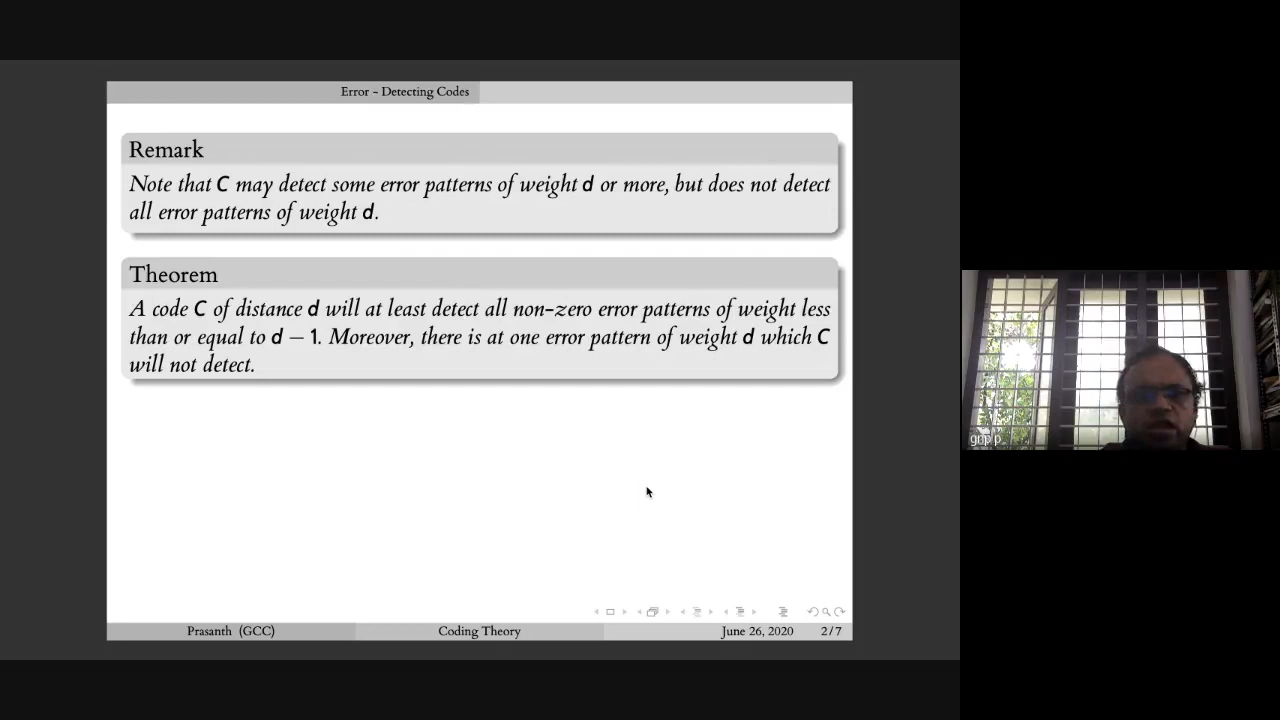 Error - Detecting Codes
Remark
Note that C may detect some error patterns of weight d or more, but does not detect
all error patterns of weight d.
Theorem
A code C of distance d will at least detect all non-zero error patterns of weight less
than or equal to d − 1. Moreover, there is at one error pattern of weight d which C
will not detect.
Prasanth (GCC) Coding Theory June 26, 2020 2/7